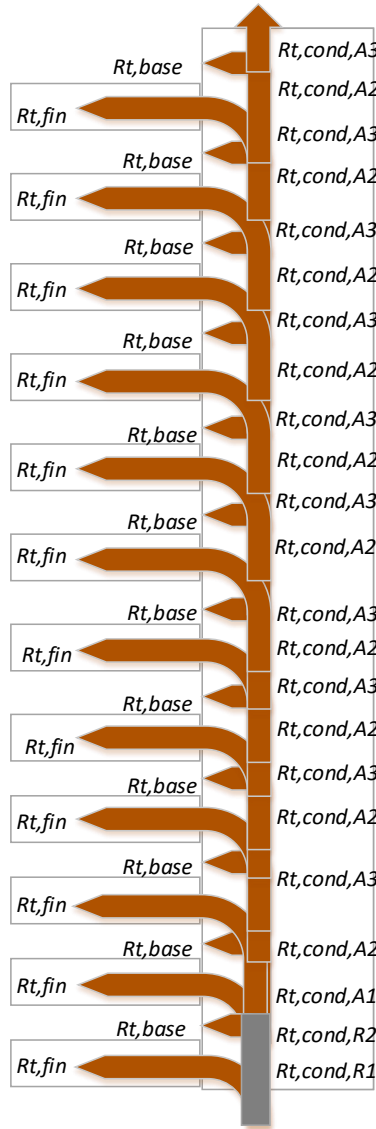 Rt,cond,A3
Rt,base
Rt,cond,A2
Rt,fin
Rt,cond,A3
Rt,base
Rt,cond,A2
Rt,fin
Rt,cond,A3
Rt,base
Rt,cond,A2
Rt,fin
Rt,cond,A3
Rt,base
Rt,cond,A2
Rt,fin
Rt,cond,A3
Rt,base
Rt,cond,A2
Rt,fin
Rt,cond,A3
Rt,base
Rt,cond,A2
Rt,fin
Rt,base
Rt,cond,A3
Rt,cond,A2
Rt,fin
Rt,cond,A3
Rt,base
Rt,cond,A2
Rt,fin
Rt,cond,A3
Rt,base
Rt,cond,A2
Rt,fin
Rt,base
Rt,cond,A3
Rt,fin
Rt,base
Rt,cond,A2
Rt,fin
Rt,cond,A1
Rt,base
Rt,cond,R2
Rt,fin
Rt,cond,R1